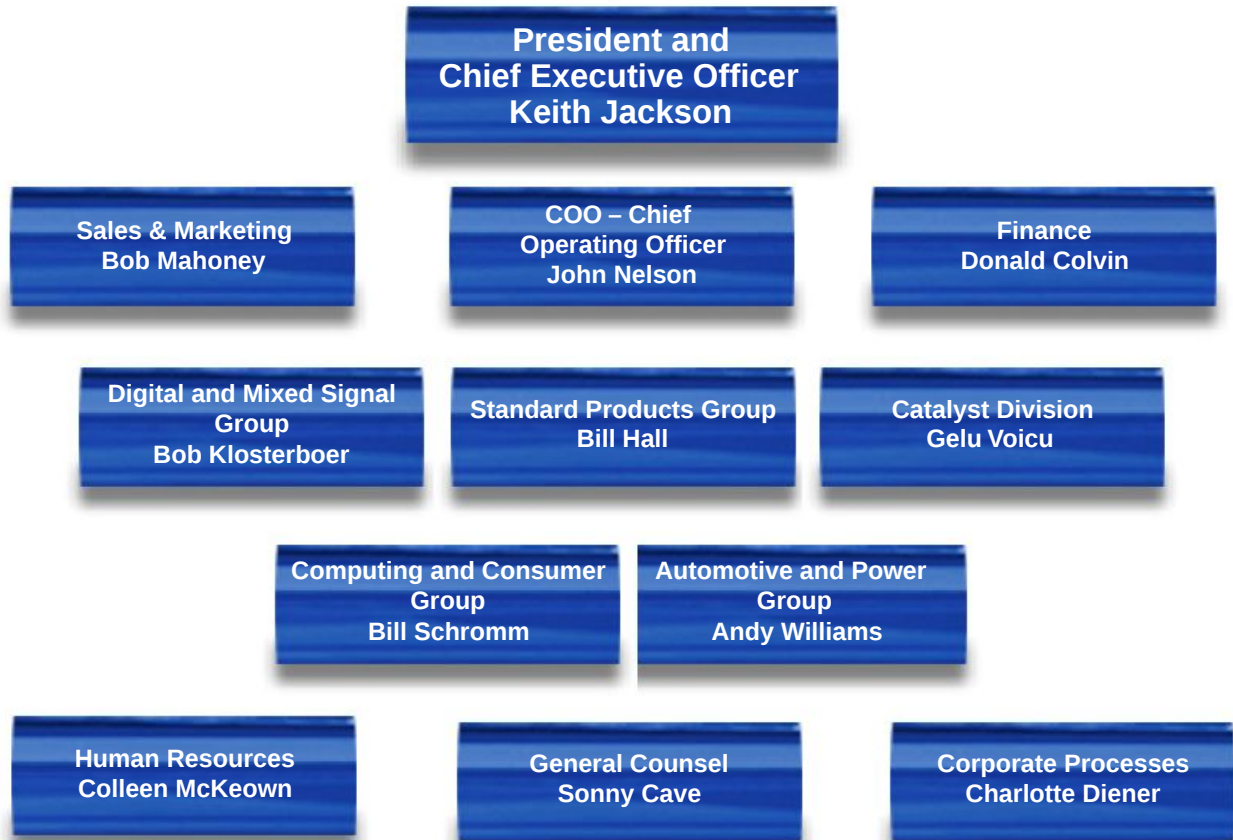 President and
Chief Executive Officer
Keith Jackson
Sales & Marketing
Bob Mahoney
COO – Chief
Operating Officer
John Nelson
Finance
Donald Colvin
Digital and Mixed Signal
Group
Bob Klosterboer
Standard Products Group
Bill Hall
Catalyst Division
Gelu Voicu
Computing and Consumer
Group
Bill Schromm
Automotive and Power
Group
Andy Williams
Human Resources
Colleen McKeown
General Counsel
Sonny Cave
Corporate Processes
Charlotte Diener